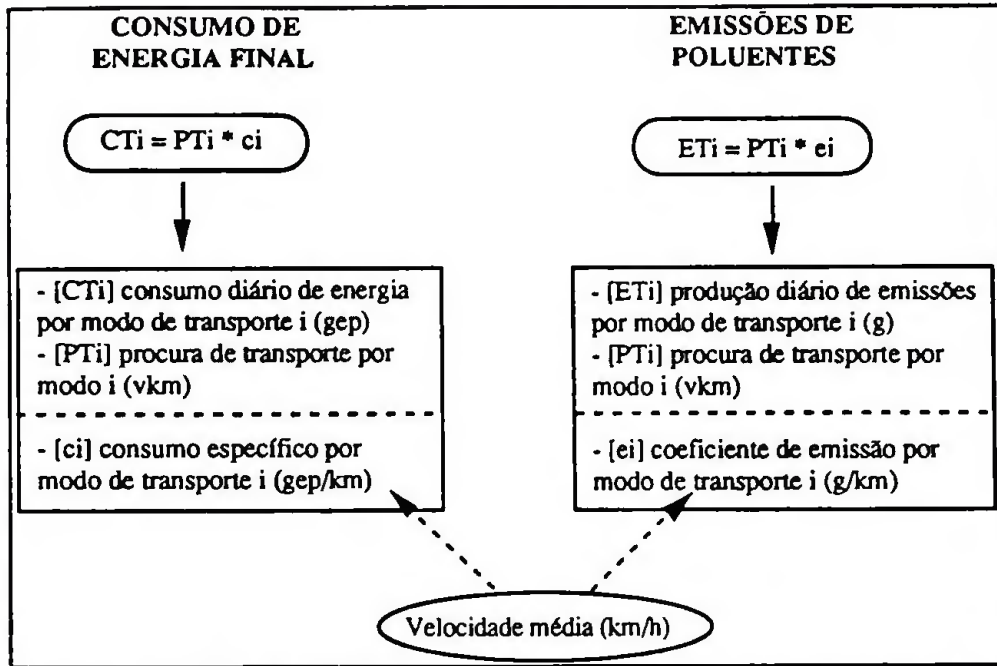 CONSUMO DE
ENERGIA FINAL
CTi = PTi * ci
- [CTi] consumo diário de energia
por modo de transporte i (gep)
- [PTi] procura de transporte por
modo i (vkm)
- [ci] consumo específico por
modo de transporte i (gep/km)
EMISSÕES DE
POLUENTES
ETi = PTi * ei
- [ETi] produção diário de emissões
por modo de transporte i (g)
- [PTi] procura de transporte por
modo i (vkm)
- [ei] coeficiente de emissão por
modo de transporte i (g/km)
Velocidade média (km/h)